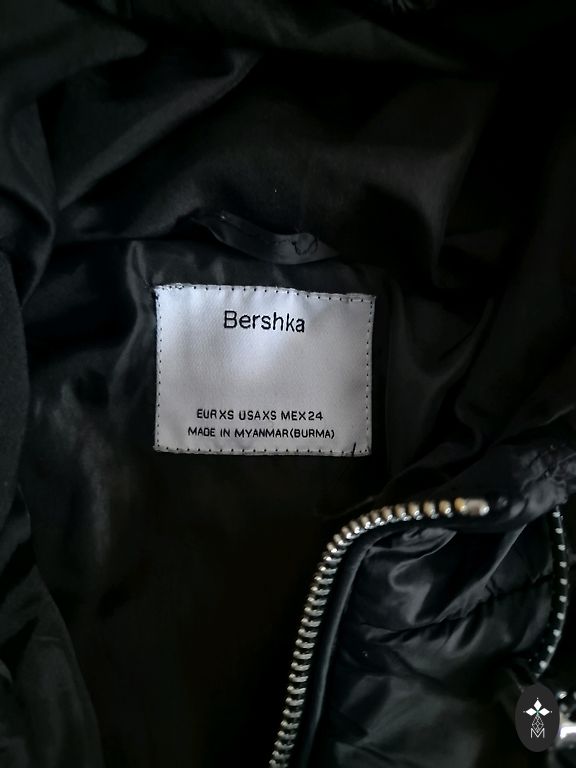 Bershka
EUR XS USA XS MEX 24
MADE IN MYANMAR(BURMA)
M